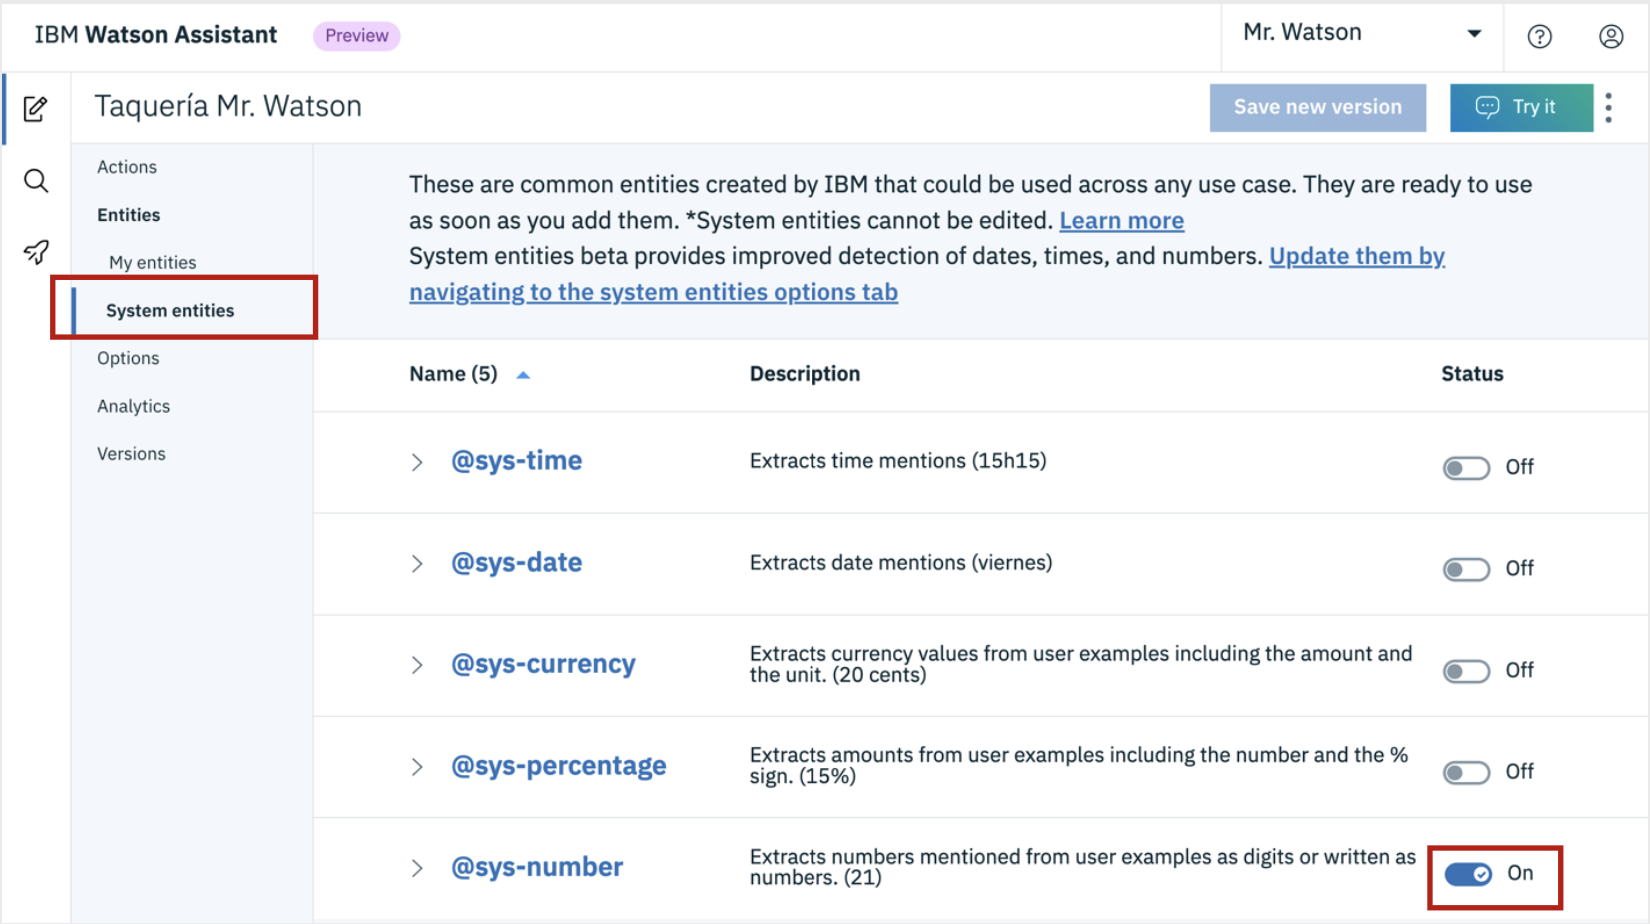 IBM Watson Assistant
Preview
Mr. Watson
Taquería Mr. Watson
Save new version
Try it
Actions
Entities
My entities
System entities
Options
Analytics
Versions
These are common entities created by IBM that could be used across any use case. They are ready to use
as soon as you add them. *System entities cannot be edited. Learn more
System entities beta provides improved detection of dates, times, and numbers. Update them by
navigating to the system entities options tab
Name (5)
Description
Status
@sys-time
Extracts time mentions (15h15)
Off
@sys-date
Extracts date mentions (viernes)
Off
@sys-currency
Extracts currency values from user examples including the amount and
the unit. (20 cents)
Off
@sys-percentage
Extracts amounts from user examples including the number and the %
sign. (15%)
Off
@sys-number
Extracts numbers mentioned from user examples as digits or written as
numbers. (21)
On